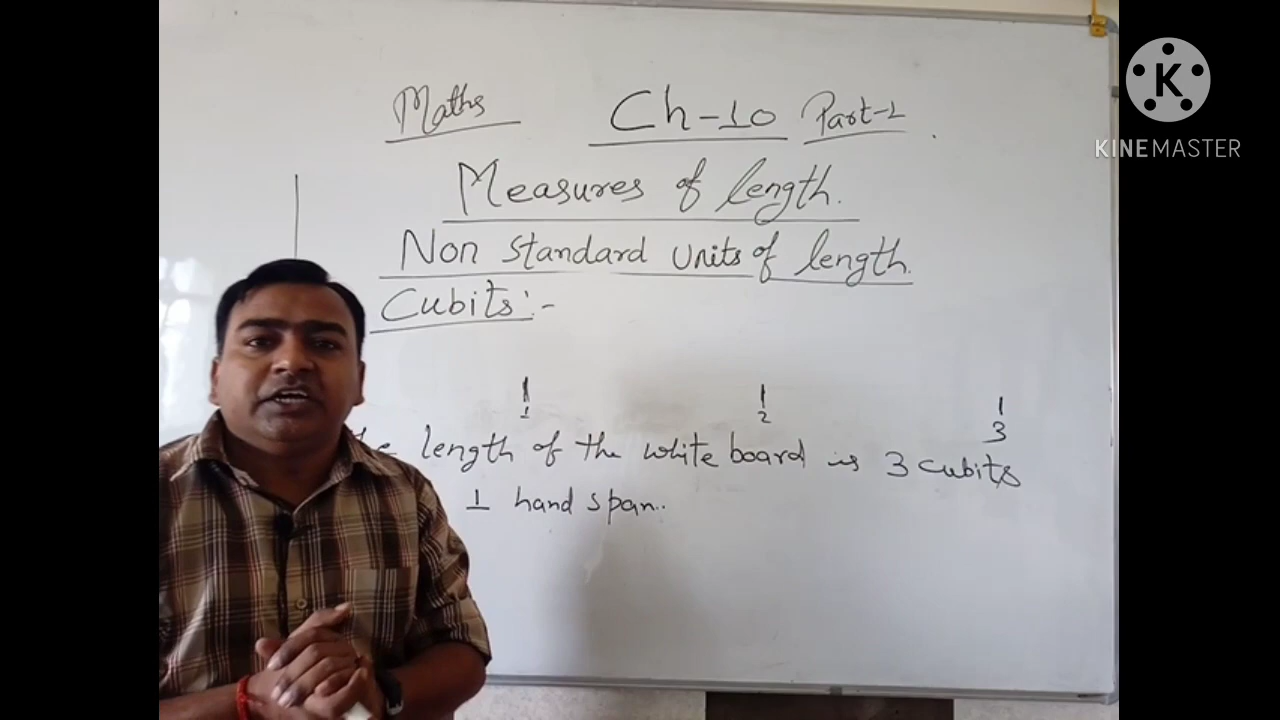 Maths Ch-10 Part-1
Measures of length.
Non standard units of length.
Cubits:-
1 2 3
length of the white board is 3 cubits
1 hand span..
K
KINEMASTER